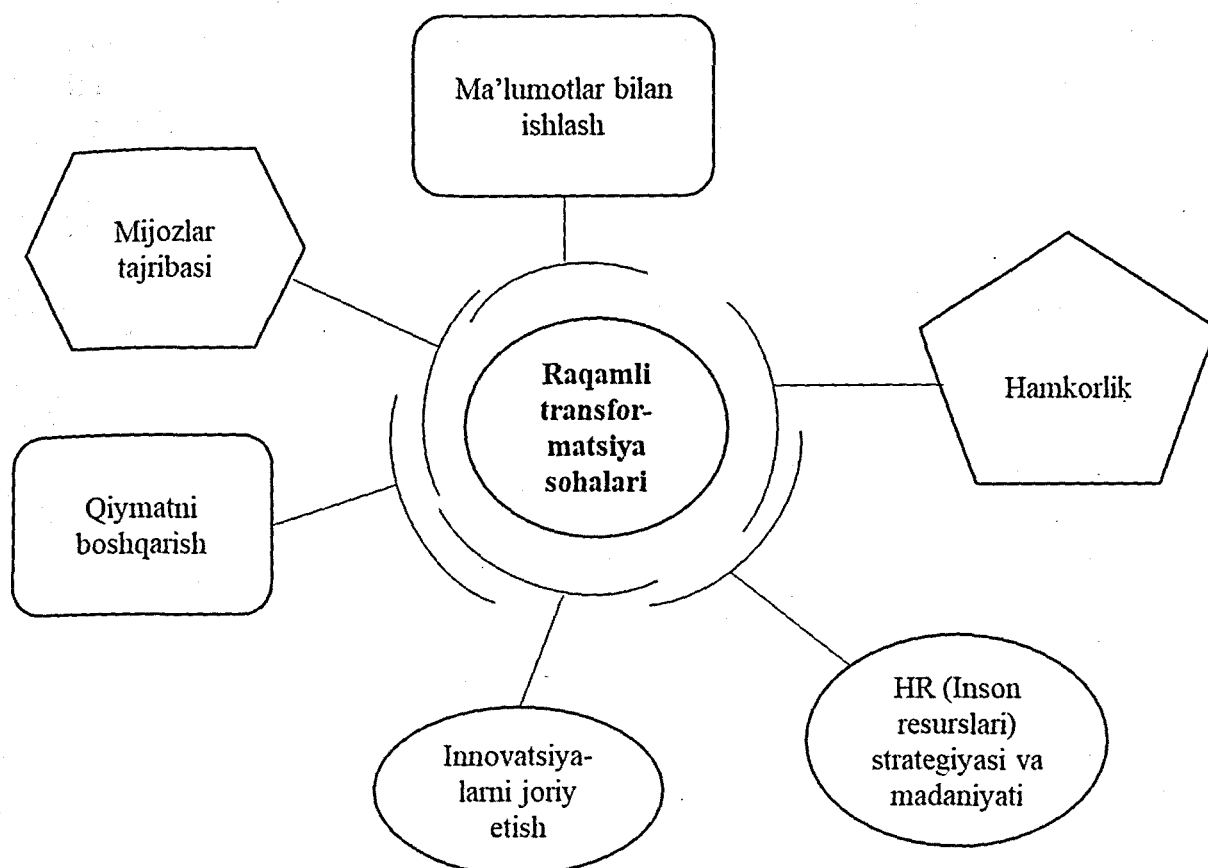 Ma’lumotlar bilan
ishlash
Mijozlar
tajribasi
Hamkorlik
Raqamli
transfor-
matsiya
sohalari
Qiymatni
boshqarish
HR (Inson
resurslari)
strategiyasi va
madaniyati
Innovatsiya-
larni joriy
etish